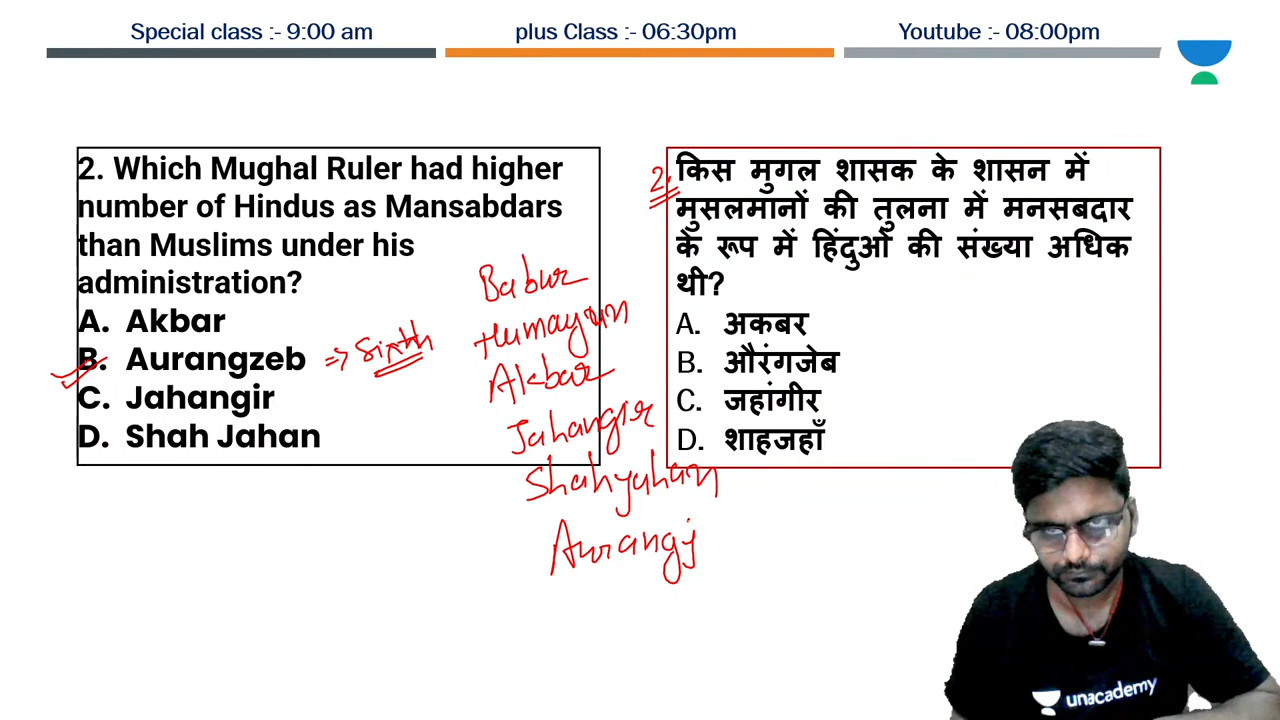 Special class :- 9:00 am
plus Class :- 06:30pm
Youtube :- 08:00pm
2. Which Mughal Ruler had higher
number of Hindus as Mansabdars
than Muslims under his
administration?
A. Akbar
B. Aurangzeb => Sixth
C. Jahangir
D. Shah Jahan
Babur
Humayun
Akbar
Jahangir
Shahjahan
Aurangj
2.
किस मुगल शासक के शासन में
मुसलमानों की तुलना में मनसबदार
के रूप में हिंदुओं की संख्या अधिक
थी?
A. अकबर
B. औरंगजेब
C. जहांगीर
D. शाहजहाँ
unacademy